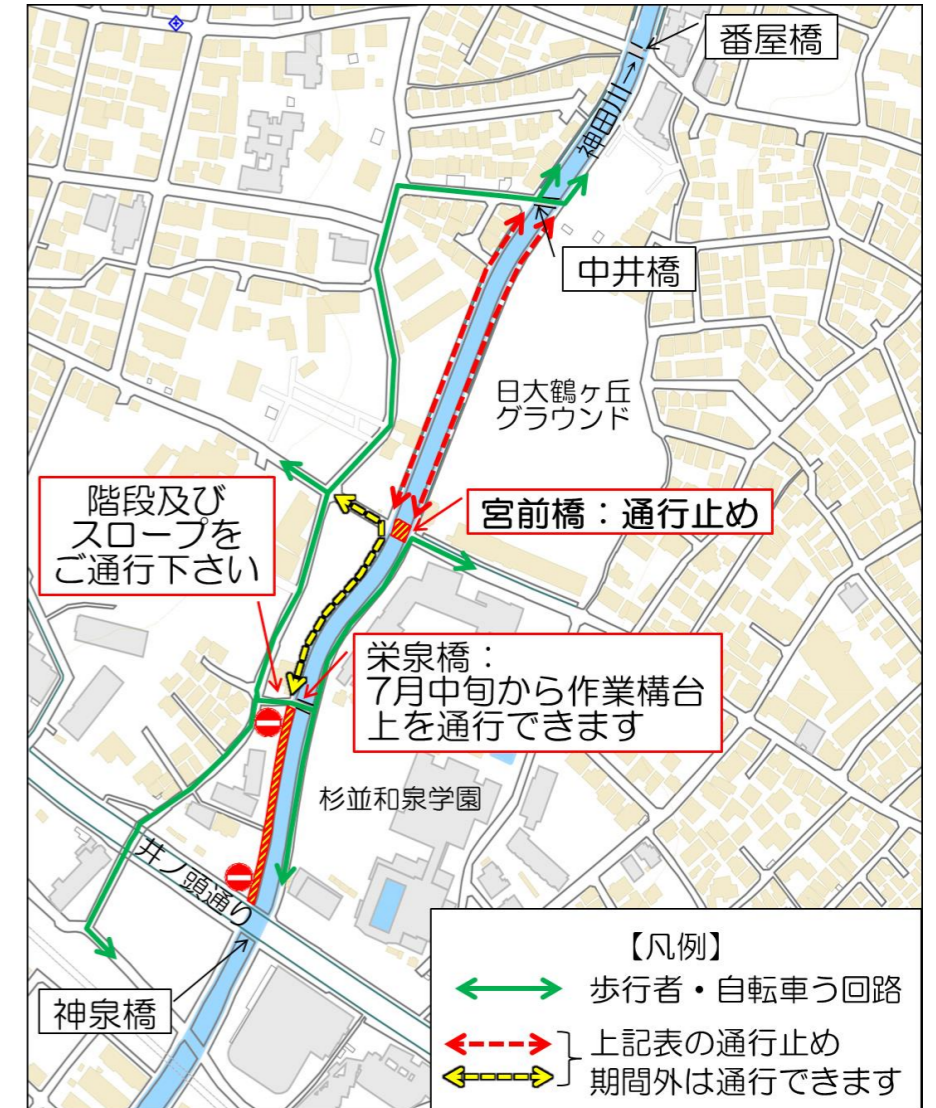 番屋橋
神田川→
中井橋
日大鶴ヶ丘
グラウンド
階段及び
スロープを
ご通行下さい
宮前橋：通行止め
栄泉橋：
7月中旬から作業構台
上を通行できます
杉並和泉学園
井ノ頭通り
神泉橋
【凡例】
歩行者・自転車う回路
上記表の通行止め
期間外は通行できます